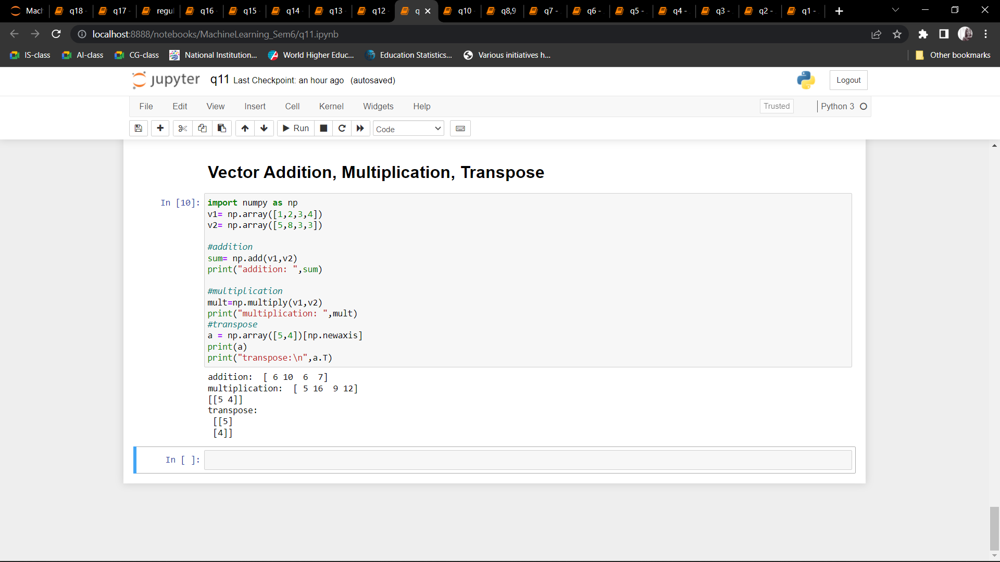 Mach q18 - q17 - regul q16 - q15 - q14 - q13 - q12 - q q10 - q8,9 q7 - q6 - q5 - q4 - q3 - q2 - q1 -
localhost:8888/notebooks/MachineLearning_Sem6/q11.ipynb
IS-class AI-class CG-class National Institution... World Higher Educ... Education Statistics... Various initiatives h... Other bookmarks
jupyter q11 Last Checkpoint: an hour ago (autosaved) Logout
File Edit View Insert Cell Kernel Widgets Help Trusted Python 3
Run Code
Vector Addition, Multiplication, Transpose
In [10]: import numpy as np
v1= np.array([1,2,3,4])
v2= np.array([5,8,3,3])
#addition
sum= np.add(v1,v2)
print("addition: ",sum)
#multiplication
mult=np.multiply(v1,v2)
print("multiplication: ",mult)
#transpose
a = np.array([5,4])[np.newaxis]
print(a)
print("transpose:\n",a.T)
addition:  [ 6 10  6  7]
multiplication:  [ 5 16  9 12]
[[5 4]]
transpose:
[[5]
[4]]
In [ ]: